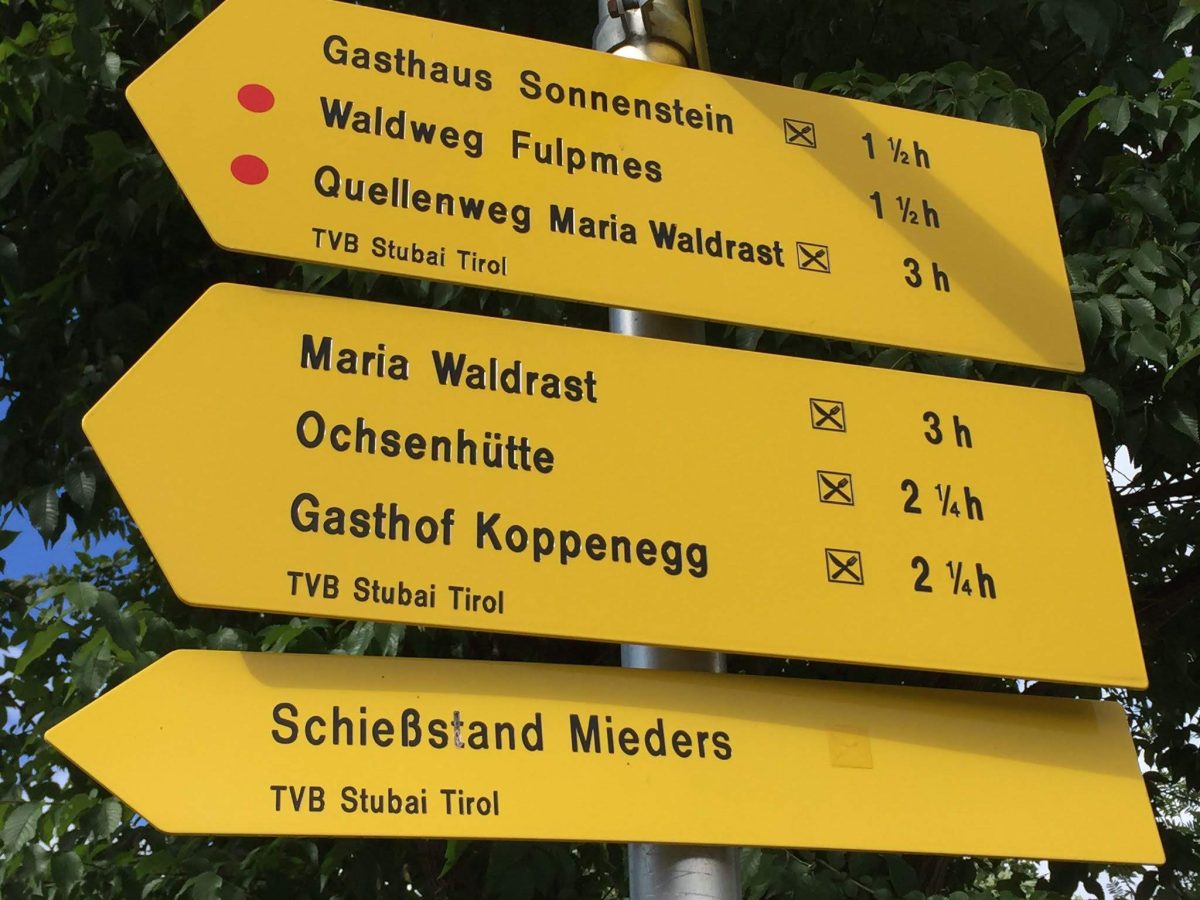 Gasthaus Sonnenstein 1 ½ h
Waldweg Fulpmes 1 ½ h
Quellenweg Maria Waldrast 3 h
TVB Stubai Tirol
Maria Waldrast 3 h
Ochsenhütte 2 ¼ h
Gasthof Koppenegg 2 ¼ h
TVB Stubai Tirol
Schießstand Mieders
TVB Stubai Tirol